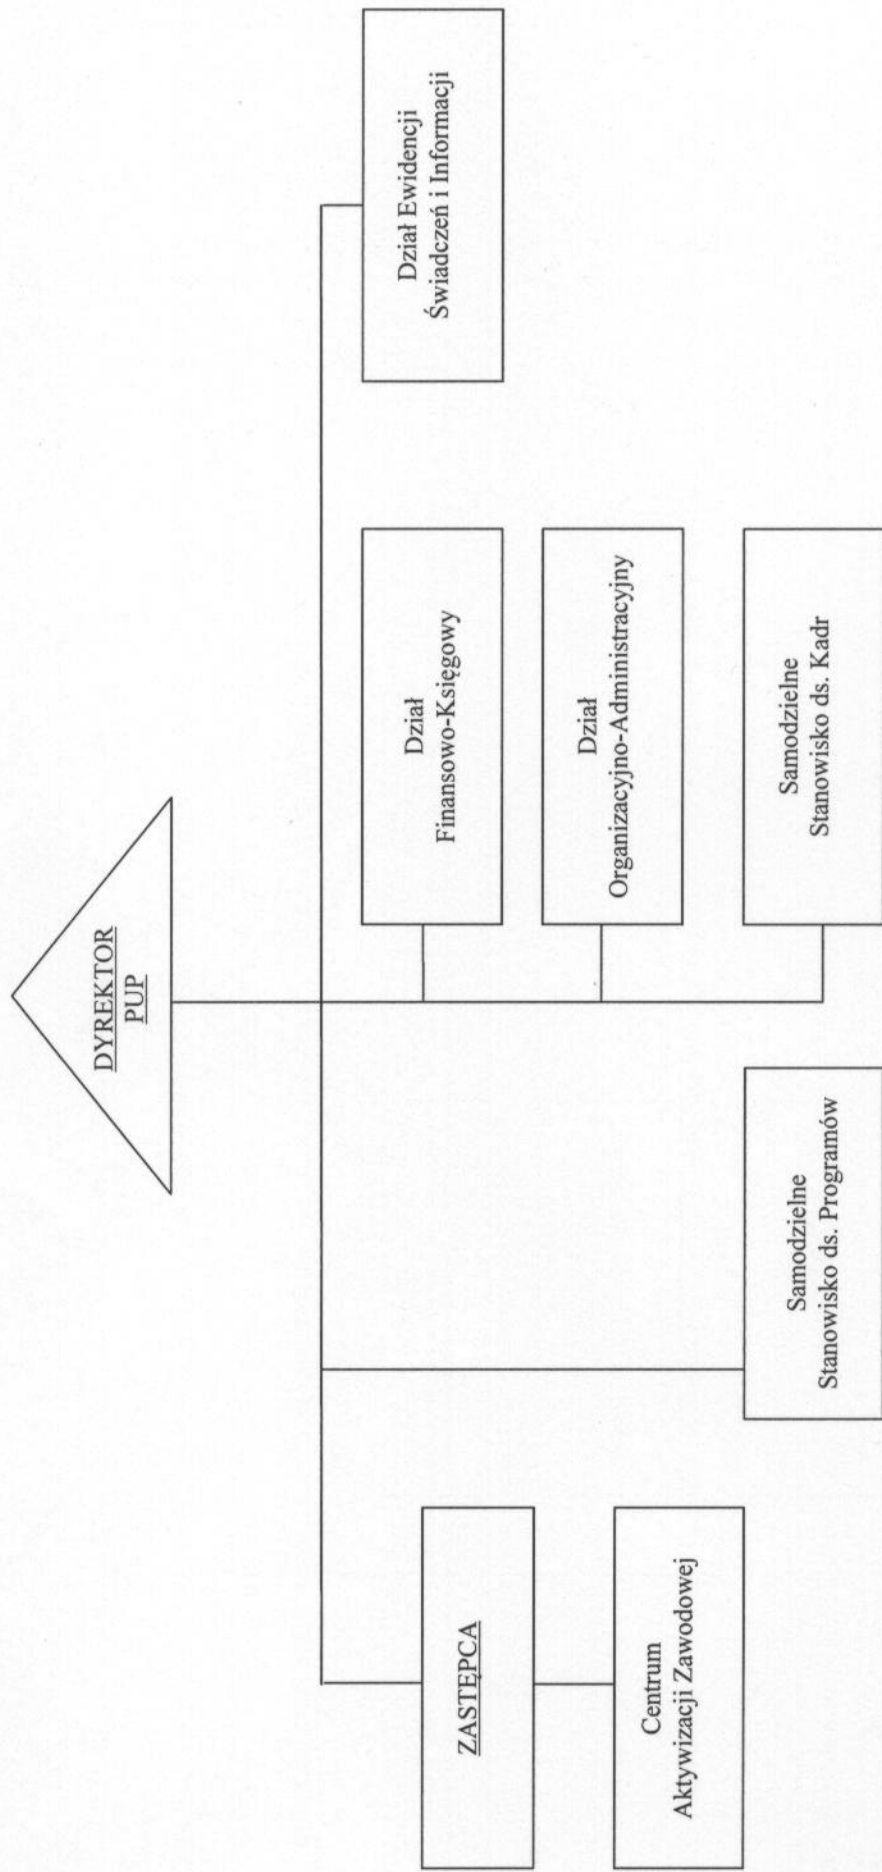 DYREKTOR
PUP
ZASTĘPCA
Centrum
Aktywizacji Zawodowej
Samodzielne
Stanowisko ds. Programów
Dział
Finansowo-Księgowy
Dział
Organizacyjno-Administracyjny
Samodzielne
Stanowisko ds. Kadr
Dział Ewidencji
Świadczeń i Informacji